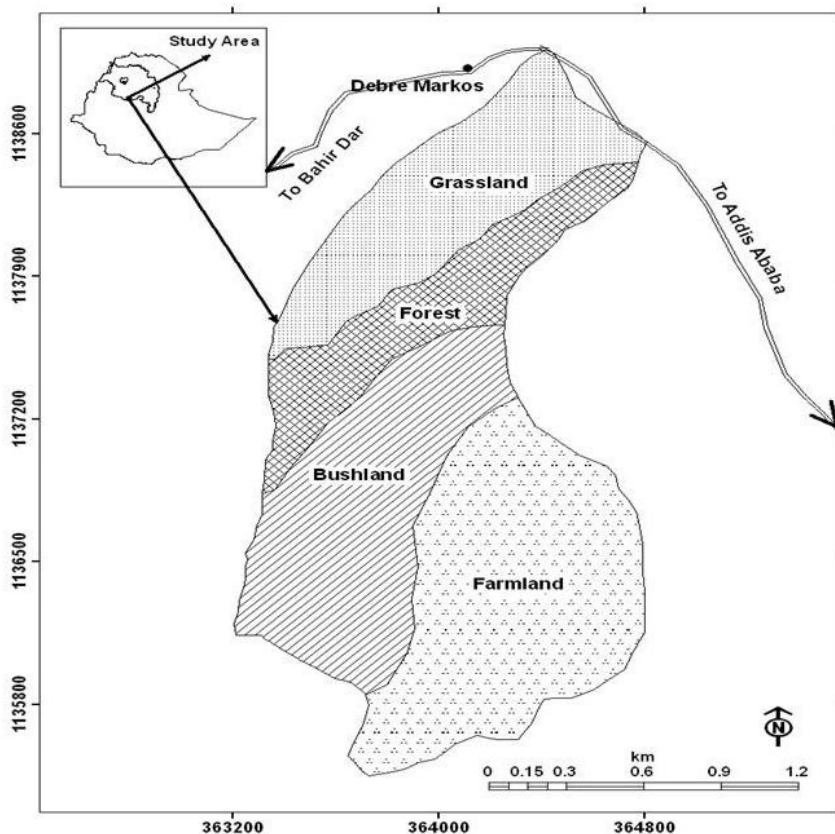 Study Area
Debre Markos
To Bahir Dar
Grassland
To Addis Ababa
Forest
Bushland
Farmland
1138600
1137900
1137200
1136500
1135800
N
km
0 0.15 0.3 0.6 0.9 1.2
363200 364000 364800